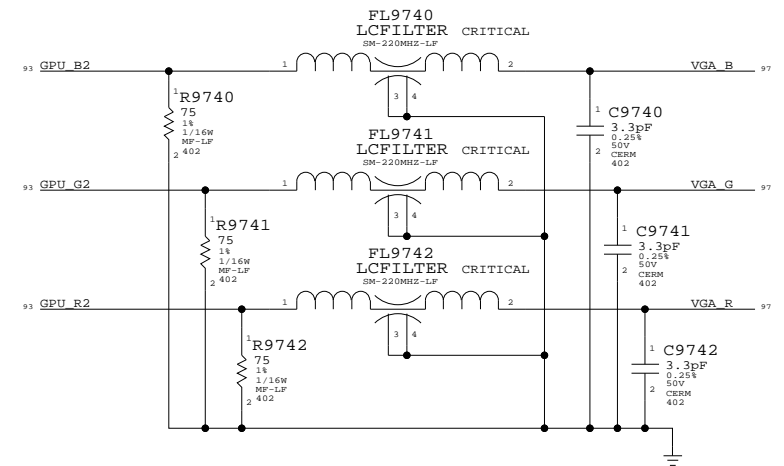 FL9740
LCFILTER CRITICAL
SM-220MHZ-LF
93 GPU_B2
1
2
VGA_B 97
3 4
1
R9740
75
1%
1/16W
MF-LF
2 402
1
C9740
3.3pF
0.25%
50V
2 CERM
402
FL9741
LCFILTER CRITICAL
SM-220MHZ-LF
93 GPU_G2
1
2
VGA_G 97
3 4
1
R9741
75
1%
1/16W
MF-LF
2 402
1
C9741
3.3pF
0.25%
50V
2 CERM
402
FL9742
LCFILTER CRITICAL
SM-220MHZ-LF
93 GPU_R2
1
2
VGA_R 97
3 4
1
R9742
75
1%
1/16W
MF-LF
2 402
1
C9742
3.3pF
0.25%
50V
2 CERM
402